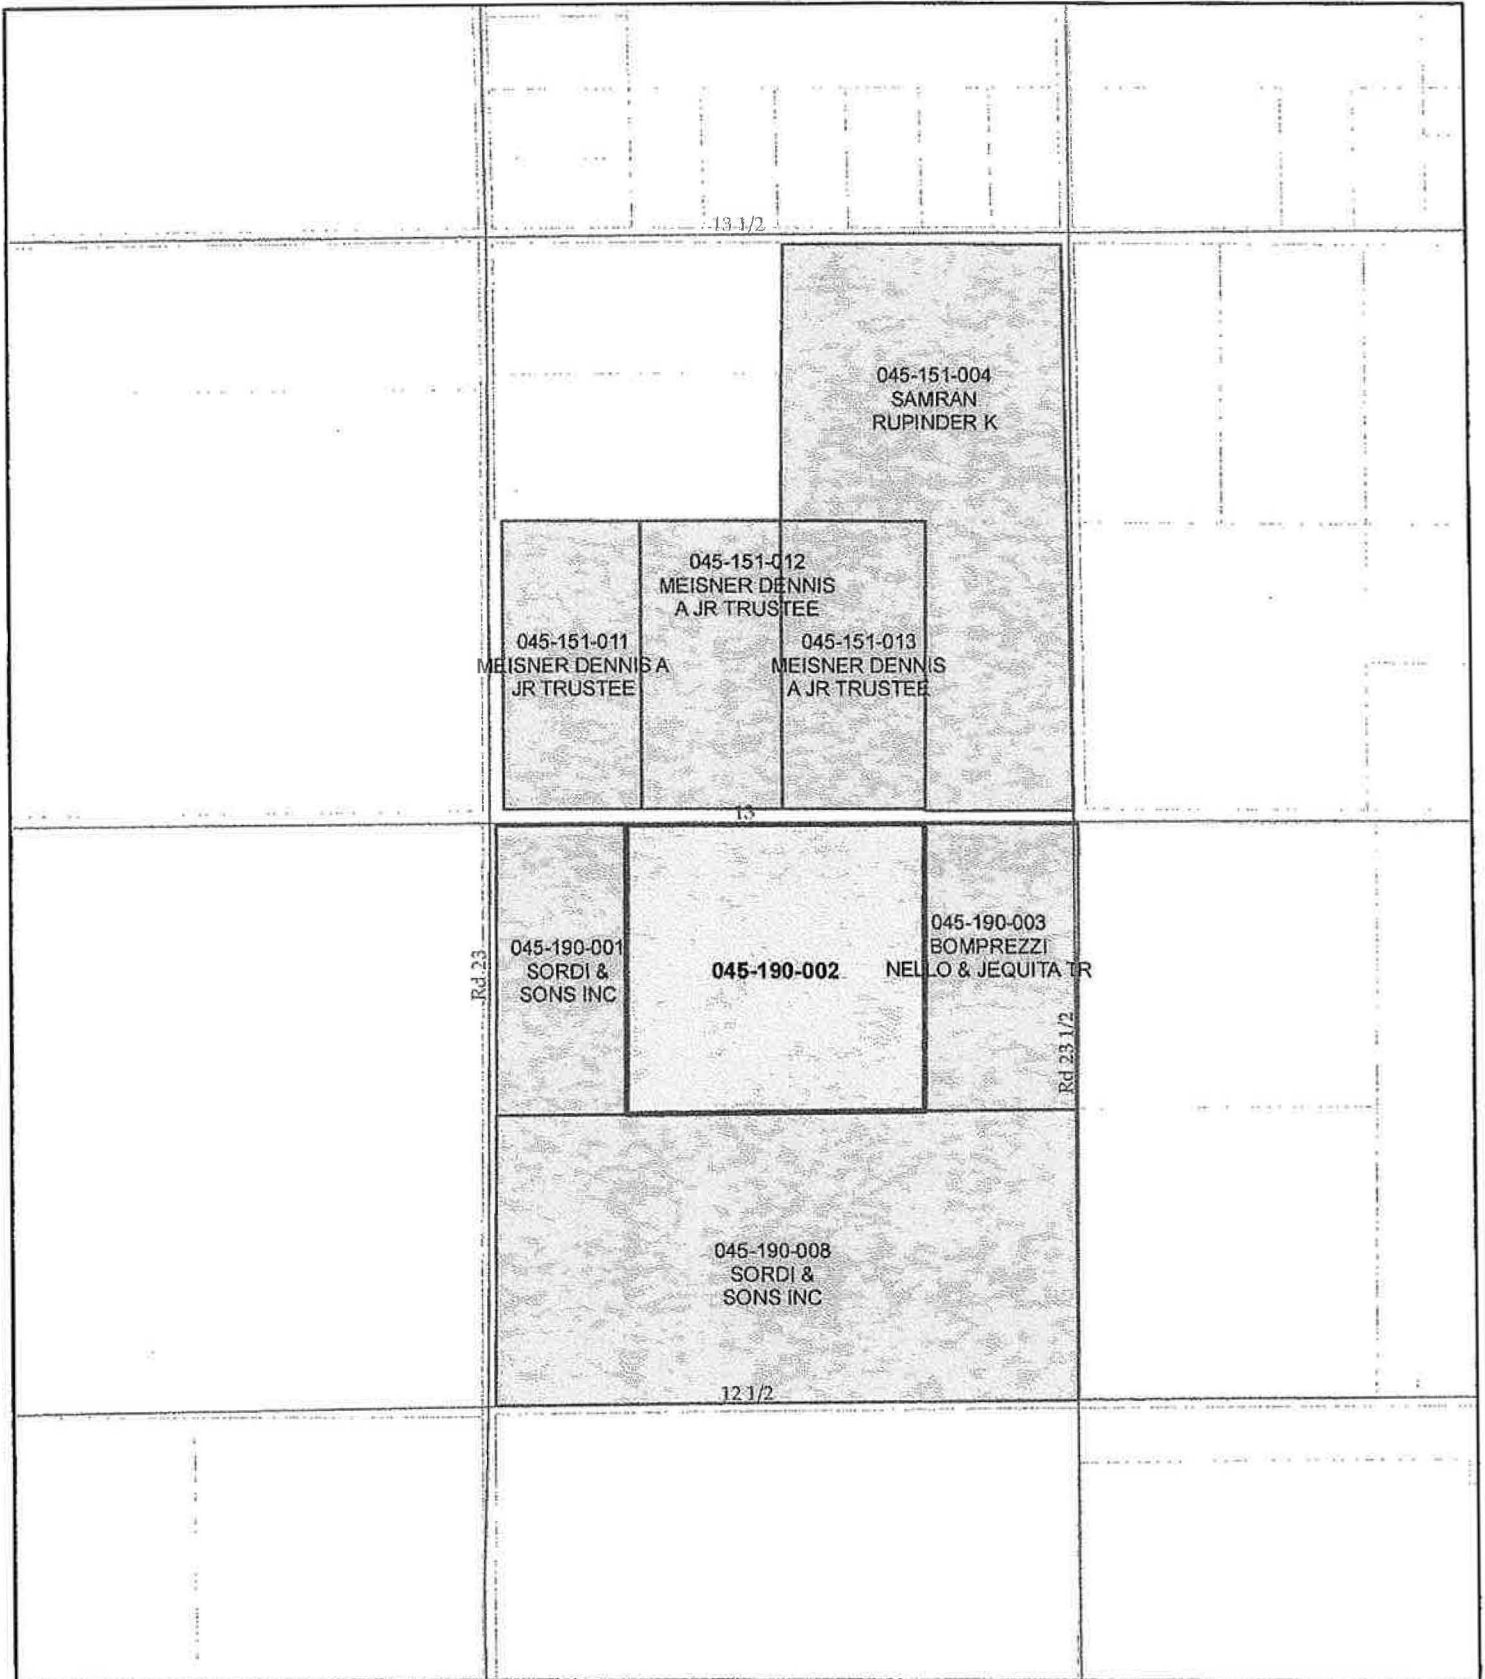 13 1/2
045-151-004
SAMRAN
RUPINDER K
045-151-012
MEISNER DENNIS
A JR TRUSTEE
045-151-011
MEISNER DENNIS A
JR TRUSTEE
045-151-013
MEISNER DENNIS
A JR TRUSTEE
13
045-190-001
SORDI &
SONS INC
045-190-002
045-190-003
BOMPREZZI
NELLO & JEQUITA TR
Rd 23
Rd 23 1/2
045-190-008
SORDI &
SONS INC
12 1/2